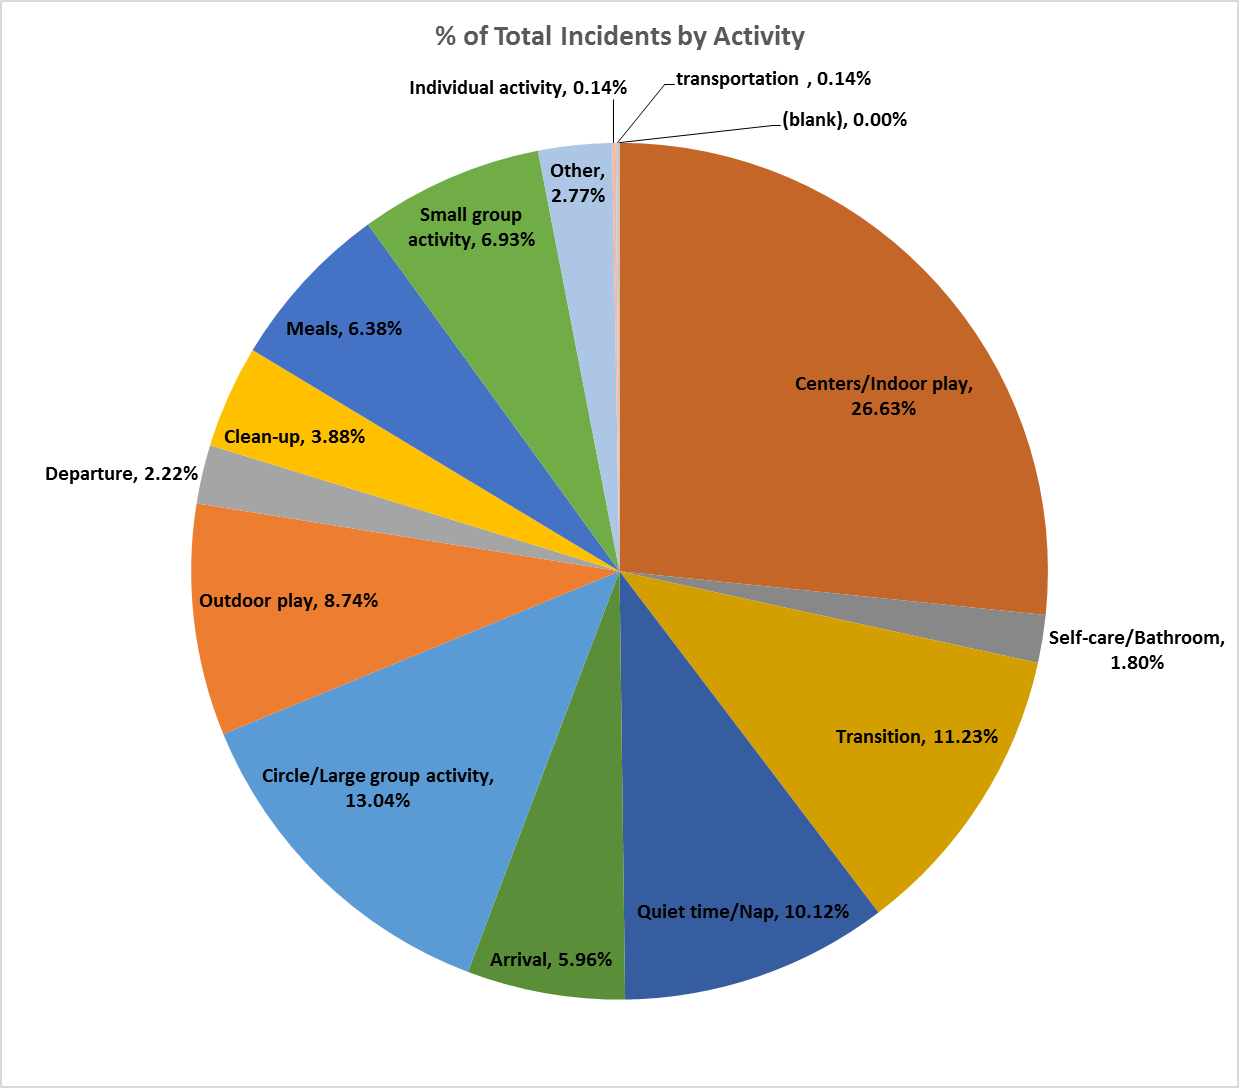 % of Total Incidents by Activity
Individual activity, 0.14%
transportation , 0.14%
(blank), 0.00%
Other,
2.77%
Small group
activity, 6.93%
Meals, 6.38%
Centers/Indoor play,
26.63%
Clean-up, 3.88%
Departure, 2.22%
Outdoor play, 8.74%
Self-care/Bathroom,
1.80%
Transition, 11.23%
Circle/Large group activity,
13.04%
Quiet time/Nap, 10.12%
Arrival, 5.96%